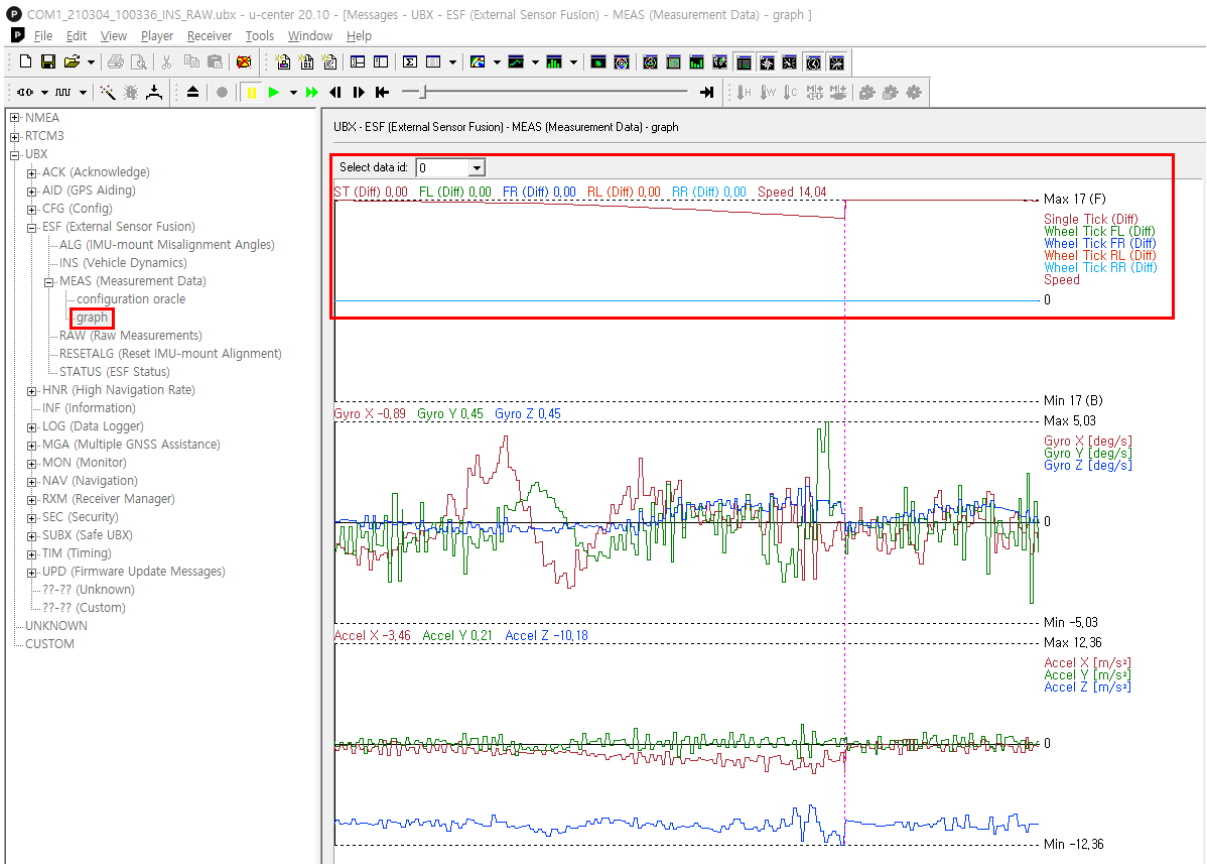 COM1_210304_100336_INS_RAW.ubx - u-center 20.10 - [Messages - UBX - ESF (External Sensor Fusion) - MEAS (Measurement Data) - graph ]
File Edit View Player Receiver Tools Window Help
NMEA
RTCM3
UBX
ACK (Acknowledge)
AID (GPS Aiding)
CFG (Config)
ESF (External Sensor Fusion)
ALG (IMU-mount Misalignment Angles)
INS (Vehicle Dynamics)
MEAS (Measurement Data)
configuration oracle
graph
RAW (Raw Measurements)
RESETALG (Reset IMU-mount Alignment)
STATUS (ESF Status)
HNR (High Navigation Rate)
INF (Information)
LOG (Data Logger)
MGA (Multiple GNSS Assistance)
MON (Monitor)
NAV (Navigation)
RXM (Receiver Manager)
SEC (Security)
SUBX (Safe UBX)
TIM (Timing)
UPD (Firmware Update Messages)
??-?? (Unknown)
??-?? (Custom)
UNKNOWN
CUSTOM
UBX - ESF (External Sensor Fusion) - MEAS (Measurement Data) - graph
Select data id: 0
ST (Diff) 0,00 FL (Diff) 0,00 FR (Diff) 0,00 RL (Diff) 0,00 RR (Diff) 0,00 Speed 14,04
Max 17 (F)
Single Tick (Diff)
Wheel Tick FL (Diff)
Wheel Tick FR (Diff)
Wheel Tick RL (Diff)
Wheel Tick RR (Diff)
Speed
0
Min 17 (B)
Gyro X -0,89 Gyro Y 0,45 Gyro Z 0,45
Max 5,03
Gyro X [deg/s]
Gyro Y [deg/s]
Gyro Z [deg/s]
0
Min -5,03
Accel X -3,46 Accel Y 0,21 Accel Z -10,18
Max 12,36
Accel X [m/s²]
Accel Y [m/s²]
Accel Z [m/s²]
0
Min -12,36